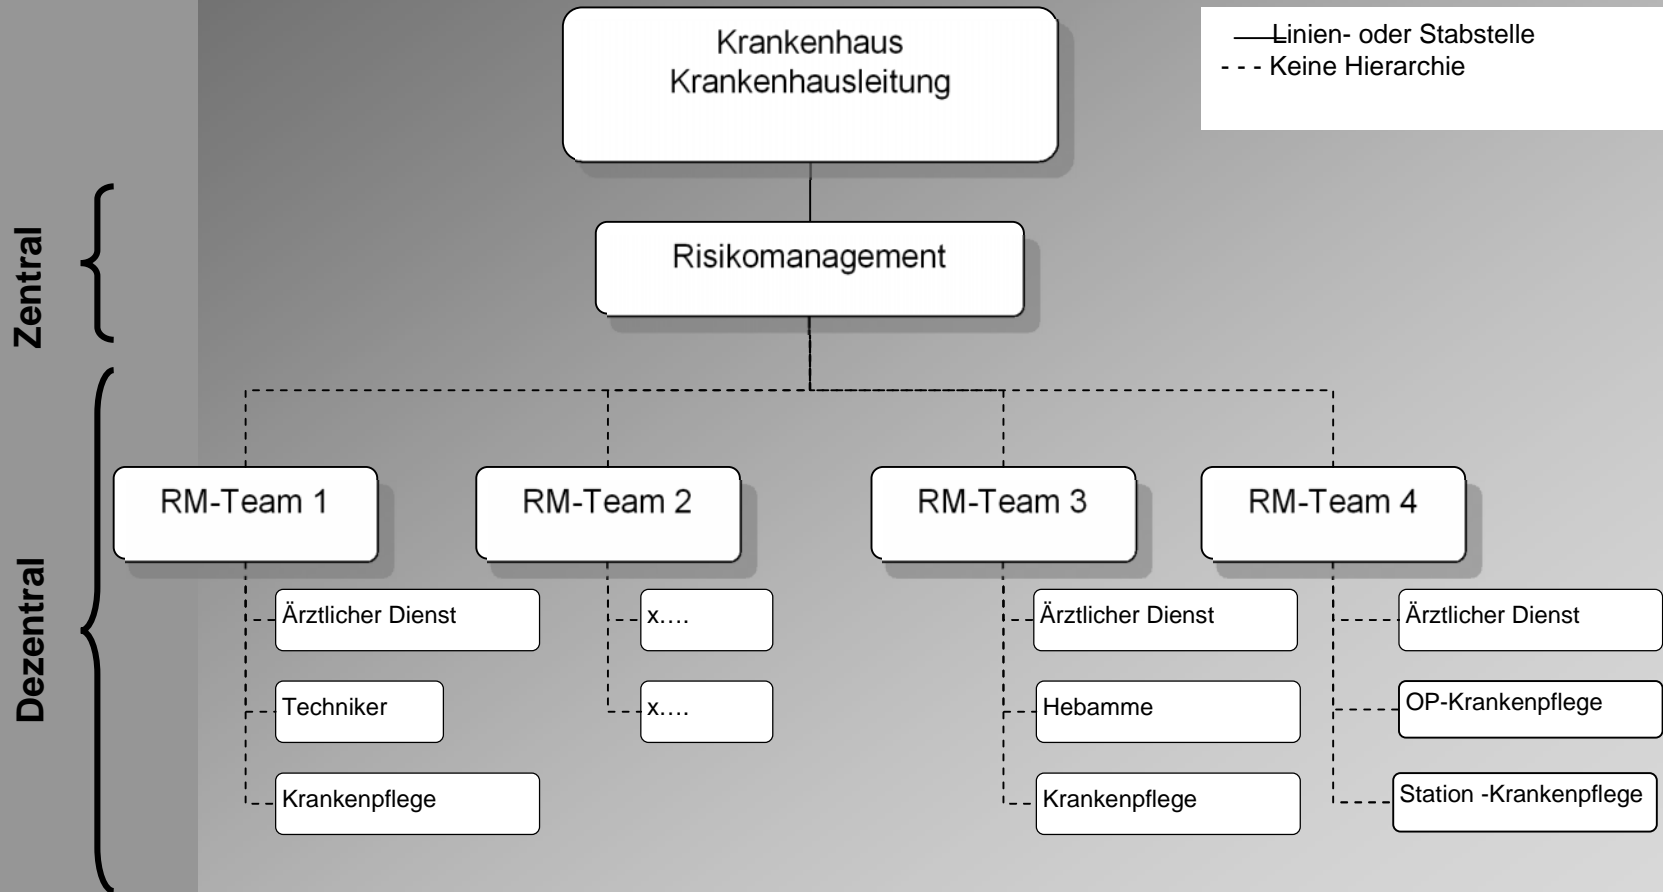 Krankenhaus
Krankenhausleitung
Linien- oder Stabstelle
- - - Keine Hierarchie
Zentral
Risikomanagement
Dezentral
RM-Team 1
RM-Team 2
RM-Team 3
RM-Team 4
Ärztlicher Dienst
Techniker
Krankenpflege
x....
x....
Ärztlicher Dienst
Hebamme
Krankenpflege
Ärztlicher Dienst
OP-Krankenpflege
Station -Krankenpflege